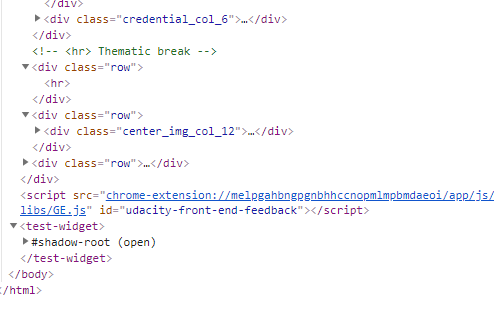 </div>
<div class="credential_col_6">…</div>
</div>
<!-- <hr> Thematic break -->
<div class="row">
<hr>
</div>
<div class="row">
<div class="center_img_col_12">…</div>
</div>
<div class="row">…</div>
</div>
<script src="chrome-extension://melpgahbngpgnbhhccnopmlmpbmdaeoi/app/js/
libs/GE.js" id="udacity-front-end-feedback"></script>
<test-widget>
#shadow-root (open)
</test-widget>
</body>
</html>